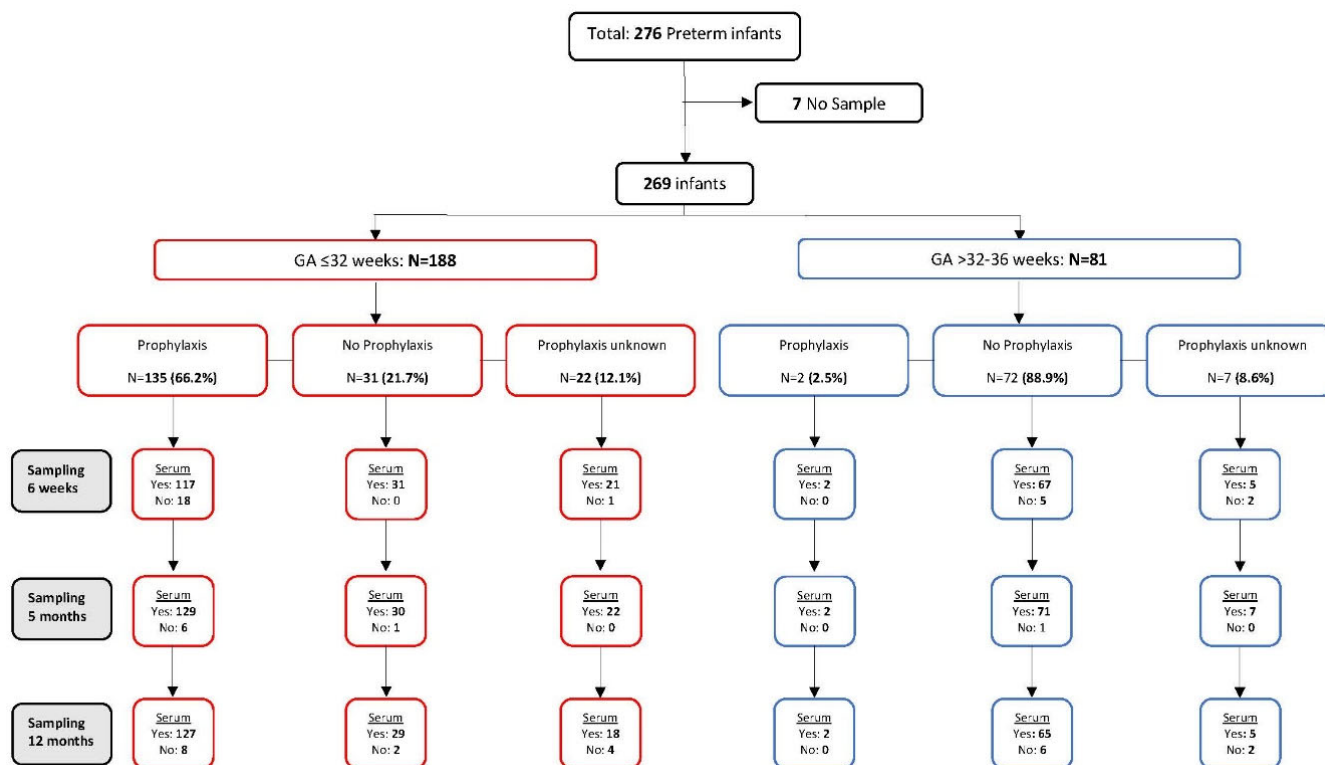 Total: 276 Preterm infants
7 No Sample
269 infants
GA ≤32 weeks: N=188
GA >32-36 weeks: N=81
Prophylaxis
N=135 (66.2%)
No Prophylaxis
N=31 (21.7%)
Prophylaxis unknown
N=22 (12.1%)
Prophylaxis
N=2 (2.5%)
No Prophylaxis
N=72 (88.9%)
Prophylaxis unknown
N=7 (8.6%)
Sampling
6 weeks
Serum
Yes: 117
No: 18
Serum
Yes: 31
No: 0
Serum
Yes: 21
No: 1
Serum
Yes: 2
No: 0
Serum
Yes: 67
No: 5
Serum
Yes: 5
No: 2
Sampling
5 months
Serum
Yes: 129
No: 6
Serum
Yes: 30
No: 1
Serum
Yes: 22
No: 0
Serum
Yes: 2
No: 0
Serum
Yes: 71
No: 1
Serum
Yes: 7
No: 0
Sampling
12 months
Serum
Yes: 127
No: 8
Serum
Yes: 29
No: 2
Serum
Yes: 18
No: 4
Serum
Yes: 2
No: 0
Serum
Yes: 65
No: 6
Serum
Yes: 5
No: 2